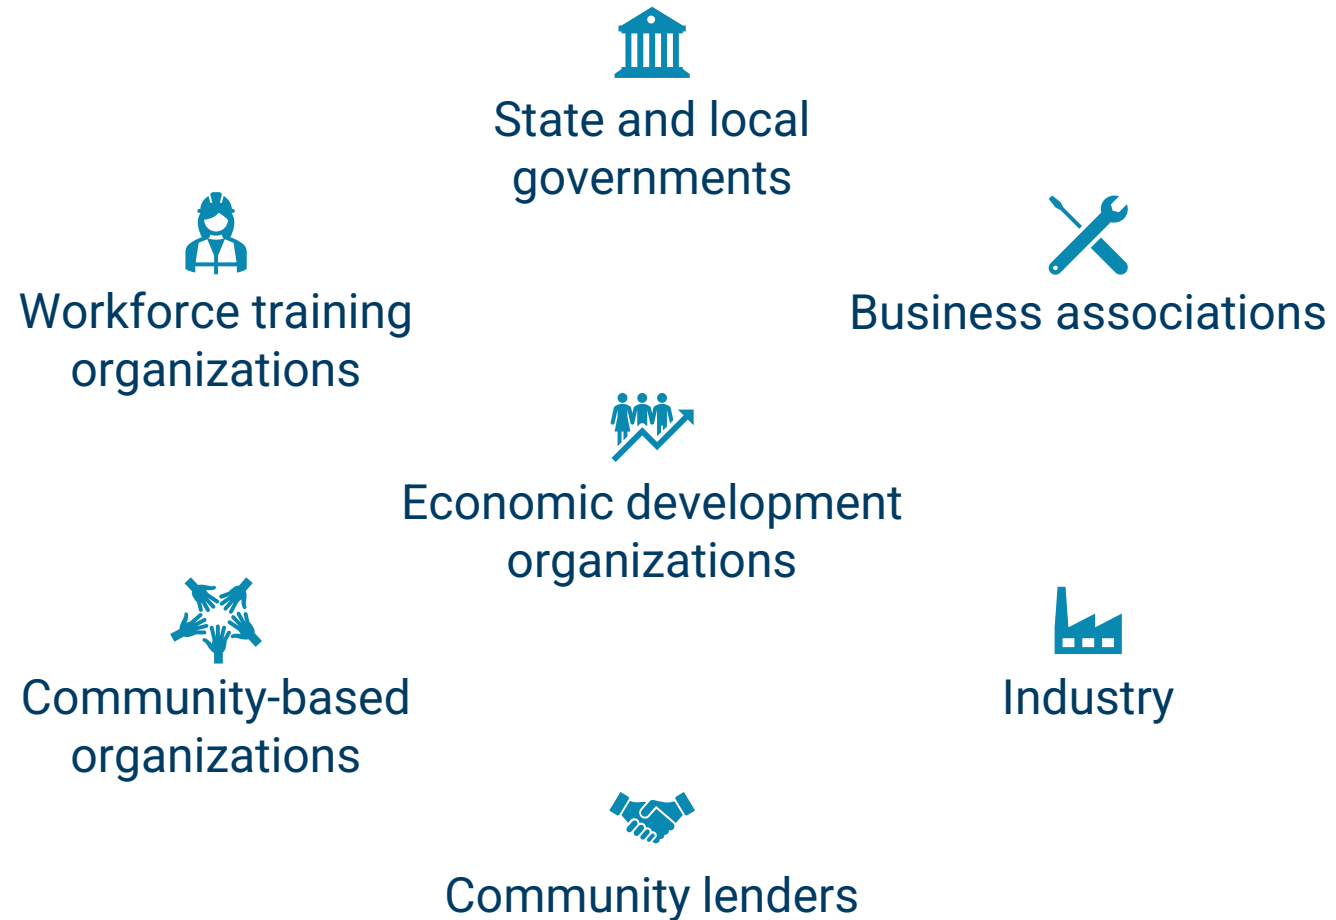 State and local
governments
Workforce training
organizations
Business associations
Economic development
organizations
Community-based
organizations
Industry
Community lenders